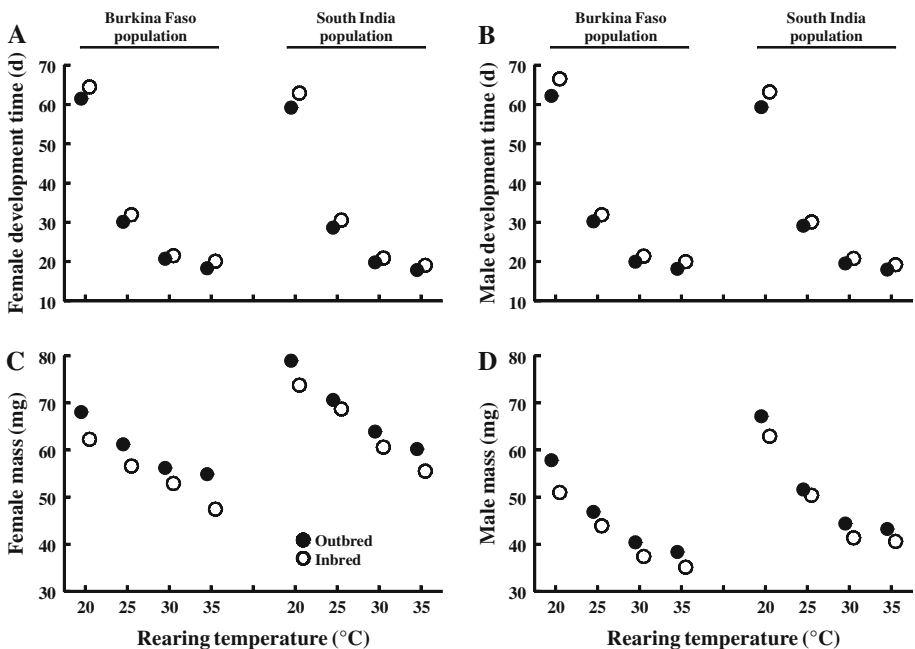 Burkina Faso
population
South India
population
A
Female development time (d)
70
60
50
40
30
20
10
Burkina Faso
population
South India
population
B
Male development time (d)
70
60
50
40
30
20
10
C
Female mass (mg)
80
70
60
50
40
30
Outbred
Inbred
20 25 30 35 20 25 30 35
Rearing temperature (°C)
D
Male mass (mg)
80
70
60
50
40
30
20 25 30 35 20 25 30 35
Rearing temperature (°C)